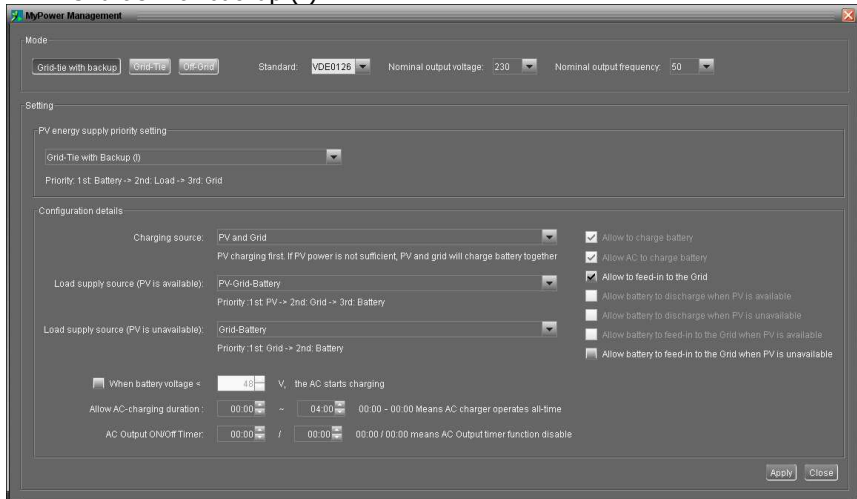 MyPower Management
Mode
Grid-tie with backup Grid-Tie Off-Grid Standard: VDE0126 Nominal output voltage: 230 Nominal output frequency: 50
Setting
PV energy supply priority setting
Grid-Tie with Backup (I)
Priority: 1st: Battery -> 2nd: Load -> 3rd: Grid
Configuration details
Charging source: PV and Grid
PV charging first. If PV power is not sufficient, PV and grid will charge battery together
Load supply source (PV is available): PV-Grid-Battery
Priority :1st: PV -> 2nd: Grid -> 3rd: Battery
Load supply source (PV is unavailable): Grid-Battery
Priority :1st: Grid -> 2nd: Battery
Allow to charge battery
Allow AC to charge battery
Allow to feed-in to the Grid
Allow battery to discharge when PV is available
Allow battery to discharge when PV is unavailable
Allow battery to feed-in to the Grid when PV is available
Allow battery to feed-in to the Grid when PV is unavailable
When battery voltage < 48 V, the AC starts charging
Allow AC-charging duration : 00:00 ~ 04:00 00:00 - 00:00 Means AC charger operates all-time
AC Output ON/Off Timer: 00:00 / 00:00 00:00 / 00:00 means AC Output timer function disable
Apply Close